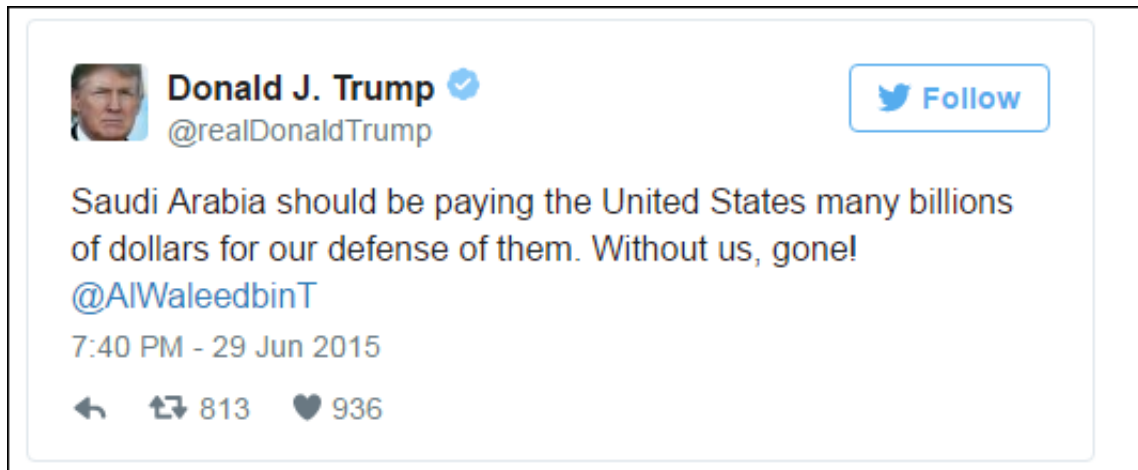 Donald J. Trump
@realDonaldTrump
Follow
Saudi Arabia should be paying the United States many billions
of dollars for our defense of them. Without us, gone!
@AlWaleedbinT
7:40 PM - 29 Jun 2015
813 936